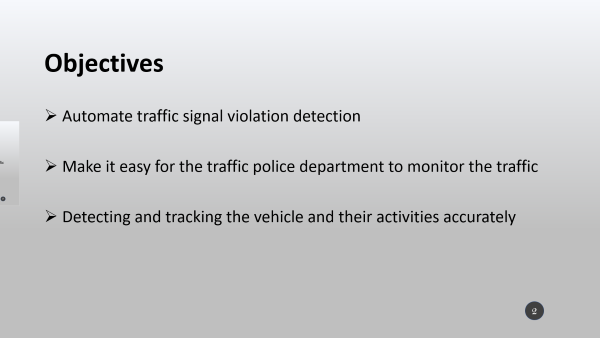 Objectives
➢ Automate traffic signal violation detection
➢ Make it easy for the traffic police department to monitor the traffic
➢ Detecting and tracking the vehicle and their activities accurately
2